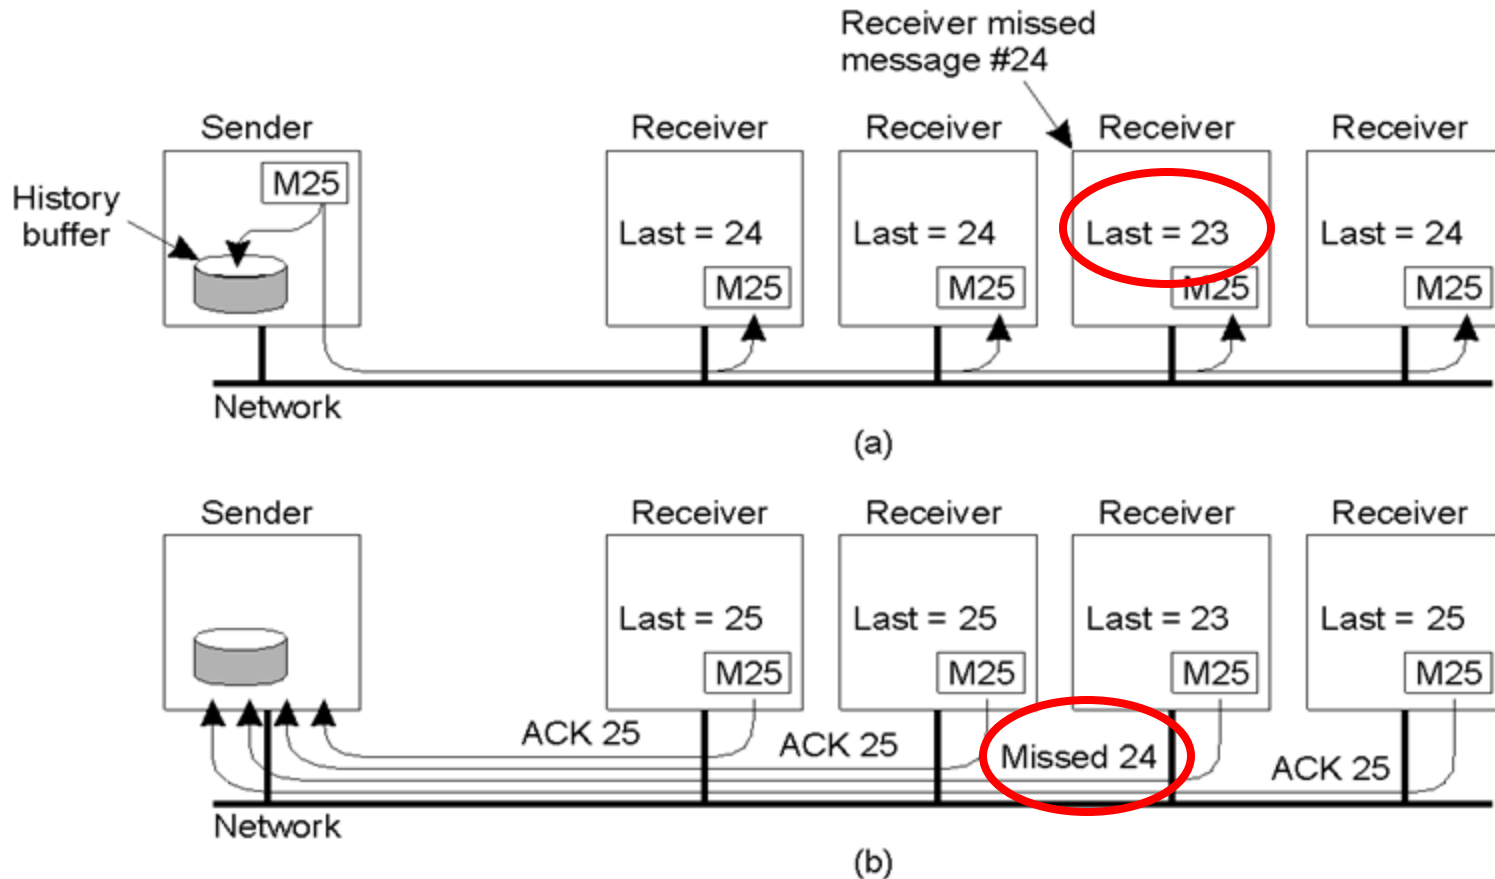 Receiver missed
message #24
Sender
Receiver
Receiver
Receiver
Receiver
M25
History
buffer
Last = 24
Last = 24
Last = 23
Last = 24
M25
M25
M25
M25
Network
(a)
Sender
Receiver
Receiver
Receiver
Receiver
Last = 25
Last = 25
Last = 23
Last = 25
M25
M25
M25
M25
ACK 25
ACK 25
Missed 24
ACK 25
Network
(b)